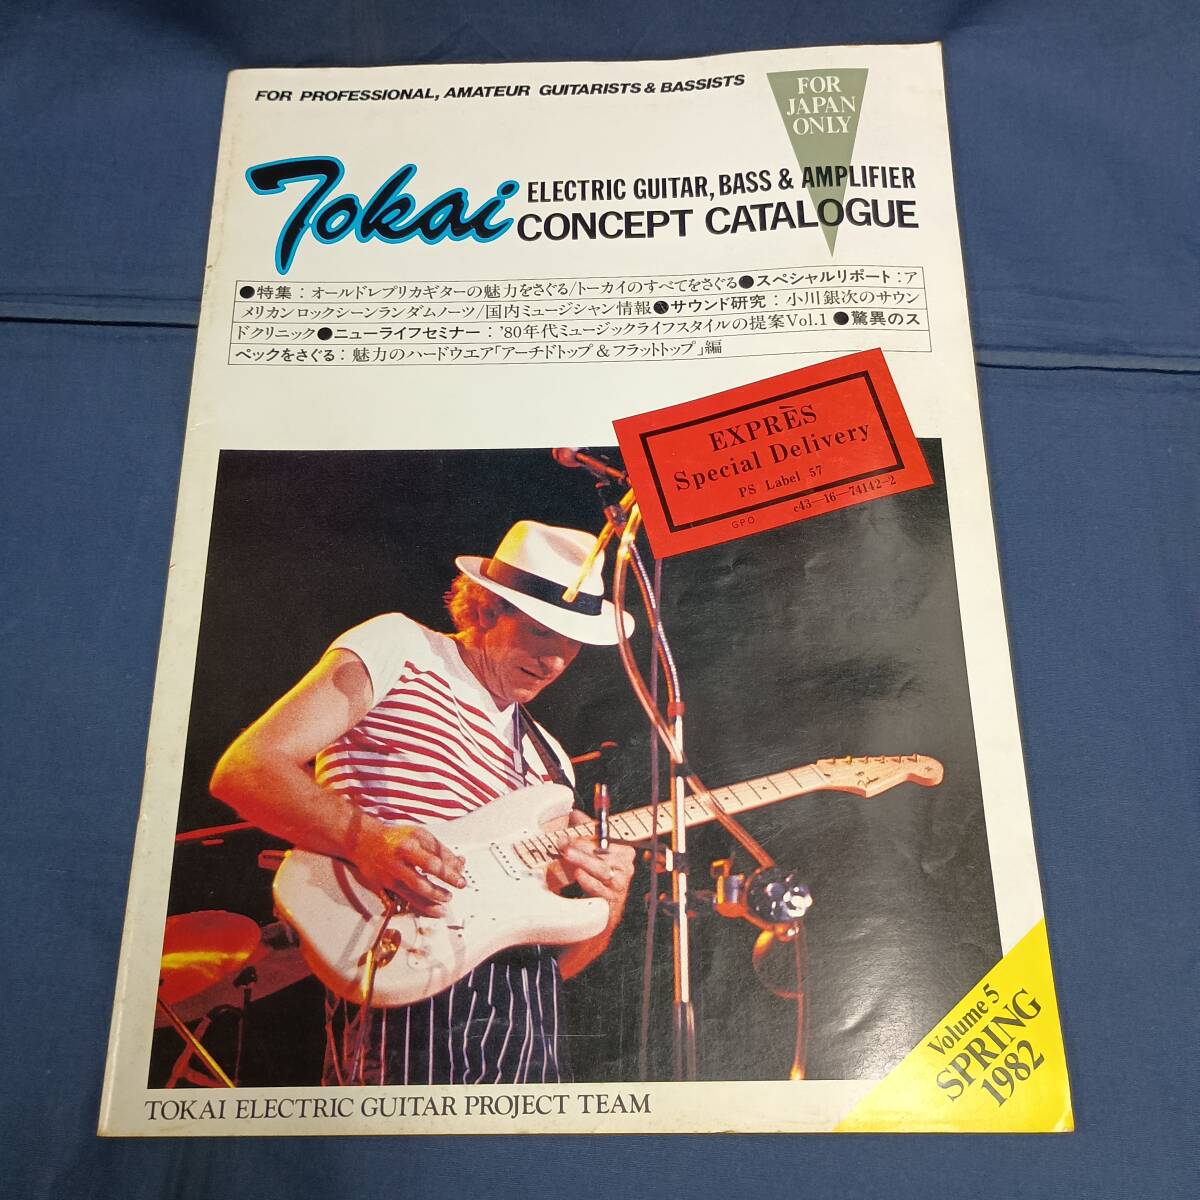 FOR PROFESSIONAL, AMATEUR GUITARISTS & BASSISTS
FOR
JAPAN
ONLY
Tokai
ELECTRIC GUITAR, BASS & AMPLIFIER
CONCEPT CATALOGUE
●特集：オールドレプリカギターの魅力をさぐる/トーカイのすべてをさぐる●スペシャルリポート：ア
メリカンロックシーンランダムノーツ/国内ミュージシャン情報●サウンド研究：小川銀次のサウン
ドクリニック●ニューライフセミナー：'80年代ミュージックライフスタイルの提案Vol.1●驚異のス
ペックをさぐる：魅力のハードウエア「アーチドトップ&フラットトップ」編
EXPRÈS
Special Delivery
PS Label 57
GPO c43-16-74142-2
Volume 5
SPRING
1982
TOKAI ELECTRIC GUITAR PROJECT TEAM